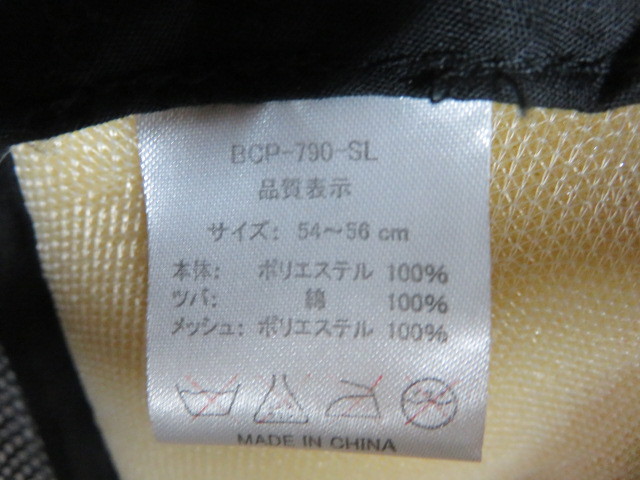 BCP-790-SL
品質表示
サイズ: 54～56 cm
本体: ポリエステル 100%
ツバ: 綿 100%
メッシュ: ポリエステル 100%
MADE IN CHINA